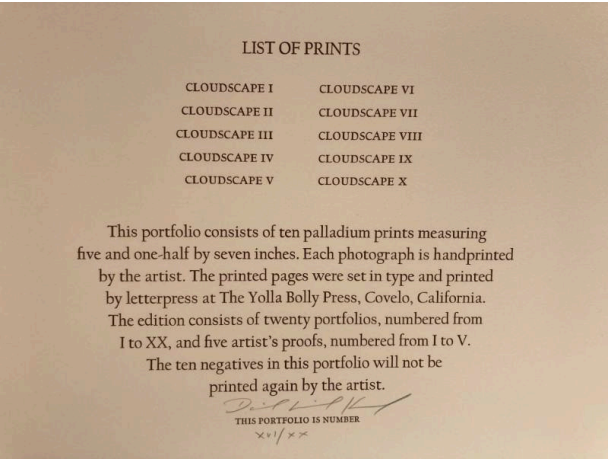 LIST OF PRINTS
CLOUDSCAPE I
CLOUDSCAPE II
CLOUDSCAPE III
CLOUDSCAPE IV
CLOUDSCAPE V
CLOUDSCAPE VI
CLOUDSCAPE VII
CLOUDSCAPE VIII
CLOUDSCAPE IX
CLOUDSCAPE X
This portfolio consists of ten palladium prints measuring
five and one-half by seven inches. Each photograph is handprinted
by the artist. The printed pages were set in type and printed
by letterpress at The Yolla Bolly Press, Covelo, California.
The edition consists of twenty portfolios, numbered from
I to XX, and five artist's proofs, numbered from I to V.
The ten negatives in this portfolio will not be
printed again by the artist.
THIS PORTFOLIO IS NUMBER
xvi/xx